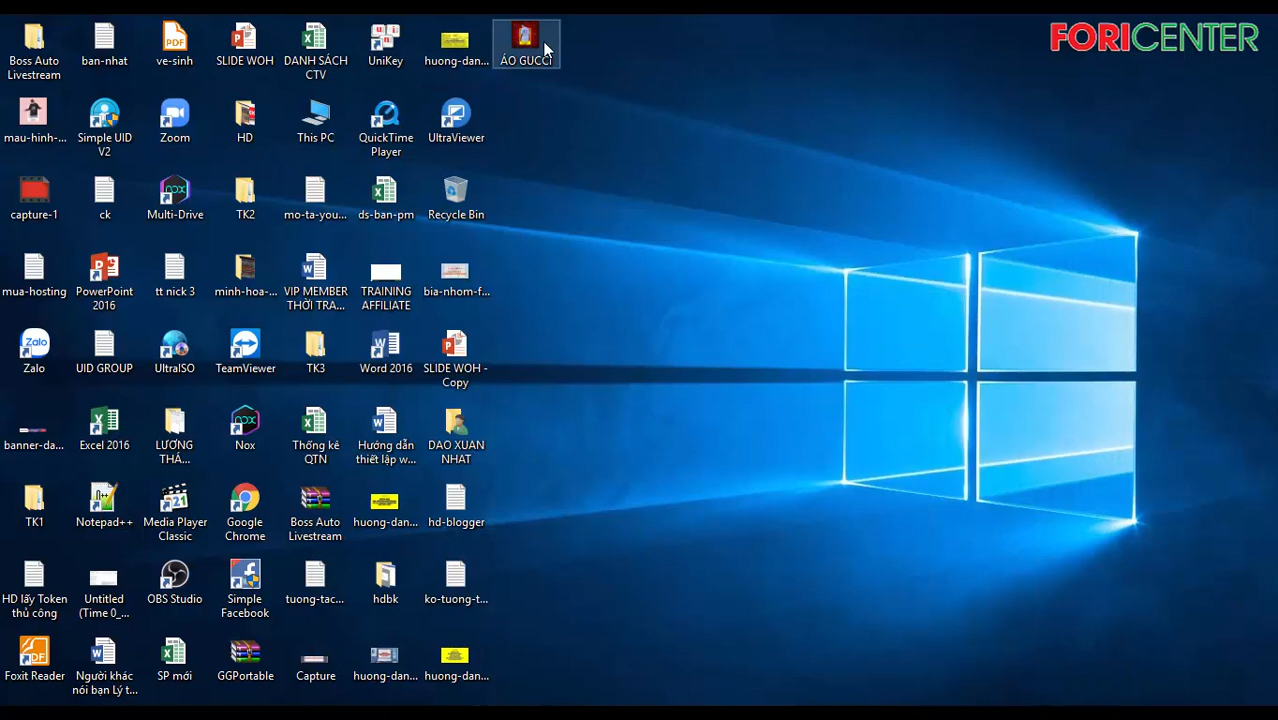 FORICENTER
Boss Auto
Livestream
ban-nhat
ve-sinh
SLIDE WOH
DANH SÁCH
CTV
UniKey
huong-dan...
ÁO GUCCI
mau-hinh-...
Simple UID
V2
Zoom
HD
This PC
QuickTime
Player
UltraViewer
capture-1
ck
Multi-Drive
TK2
mo-ta-you...
ds-ban-pm
Recycle Bin
mua-hosting
PowerPoint
2016
tt nick 3
minh-hoa-...
VIP MEMBER
THỜI TRA...
TRAINING
AFFILIATE
bia-nhom-f...
Zalo
UID GROUP
UltraISO
TeamViewer
TK3
Word 2016
SLIDE WOH -
Copy
banner-da...
Excel 2016
LƯƠNG
THÁ...
Nox
Thống kê
QTN
Hướng dẫn
thiết lập w...
DAO XUAN
NHAT
TK1
Notepad++
Media Player
Classic
Google
Chrome
Boss Auto
Livestream
huong-dan...
hd-blogger
HD lấy Token
thủ công
Untitled
(Time 0_...
OBS Studio
Simple
Facebook
tuong-tac...
hdbk
ko-tuong-t...
Foxit Reader
Người khác
nói bạn Lý t...
SP mới
GGPortable
Capture
huong-dan...
huong-dan...